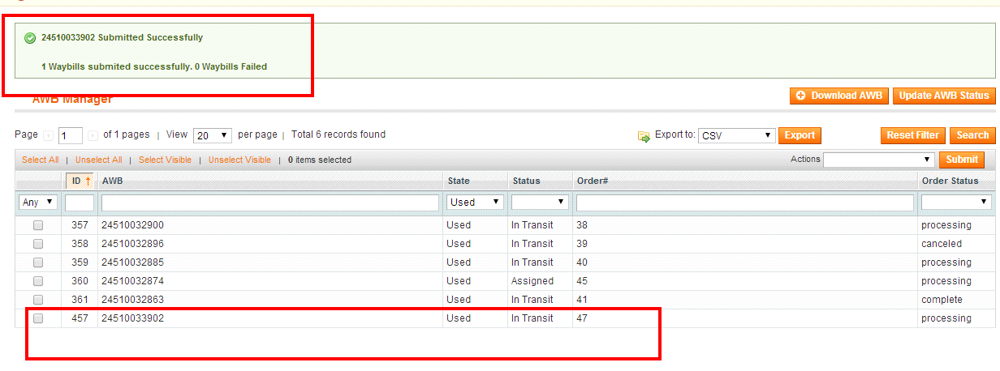 24510033902 Submitted Successfully
1 Waybills submited successfully. 0 Waybills Failed
AWB Manager
Download AWB
Update AWB Status
Page 1 of 1 pages | View 20 per page | Total 6 records found
Export to: CSV Export
Reset Filter Search
Select All | Unselect All | Select Visible | Unselect Visible | 0 items selected
Actions Submit
ID AWB State Status Order# Order Status
Any Used
357 24510032900 Used In Transit 38 processing
358 24510032896 Used In Transit 39 canceled
359 24510032885 Used In Transit 40 processing
360 24510032874 Used Assigned 45 processing
361 24510032863 Used In Transit 41 complete
457 24510033902 Used In Transit 47 processing